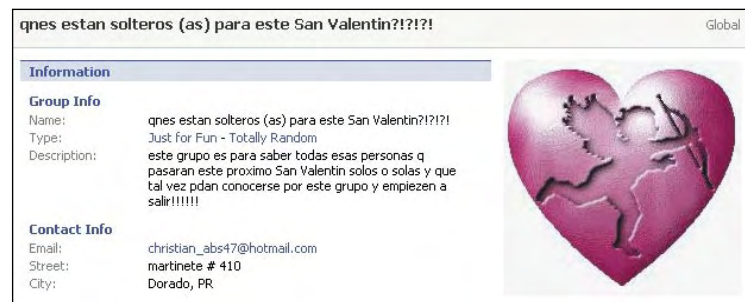 qnes estan solteros (as) para este San Valentin?!?!?!
Global
Information
Group Info
Name: qnes estan solteros (as) para este San Valentin?!?!?!
Type: Just for Fun - Totally Random
Description: este grupo es para saber todas esas personas q
pasaran este proximo San Valentin solos o solas y que
tal vez pdan conocerse por este grupo y empiezen a
salir!!!!!!
Contact Info
Email: christian_abs47@hotmail.com
Street: martinete # 410
City: Dorado, PR